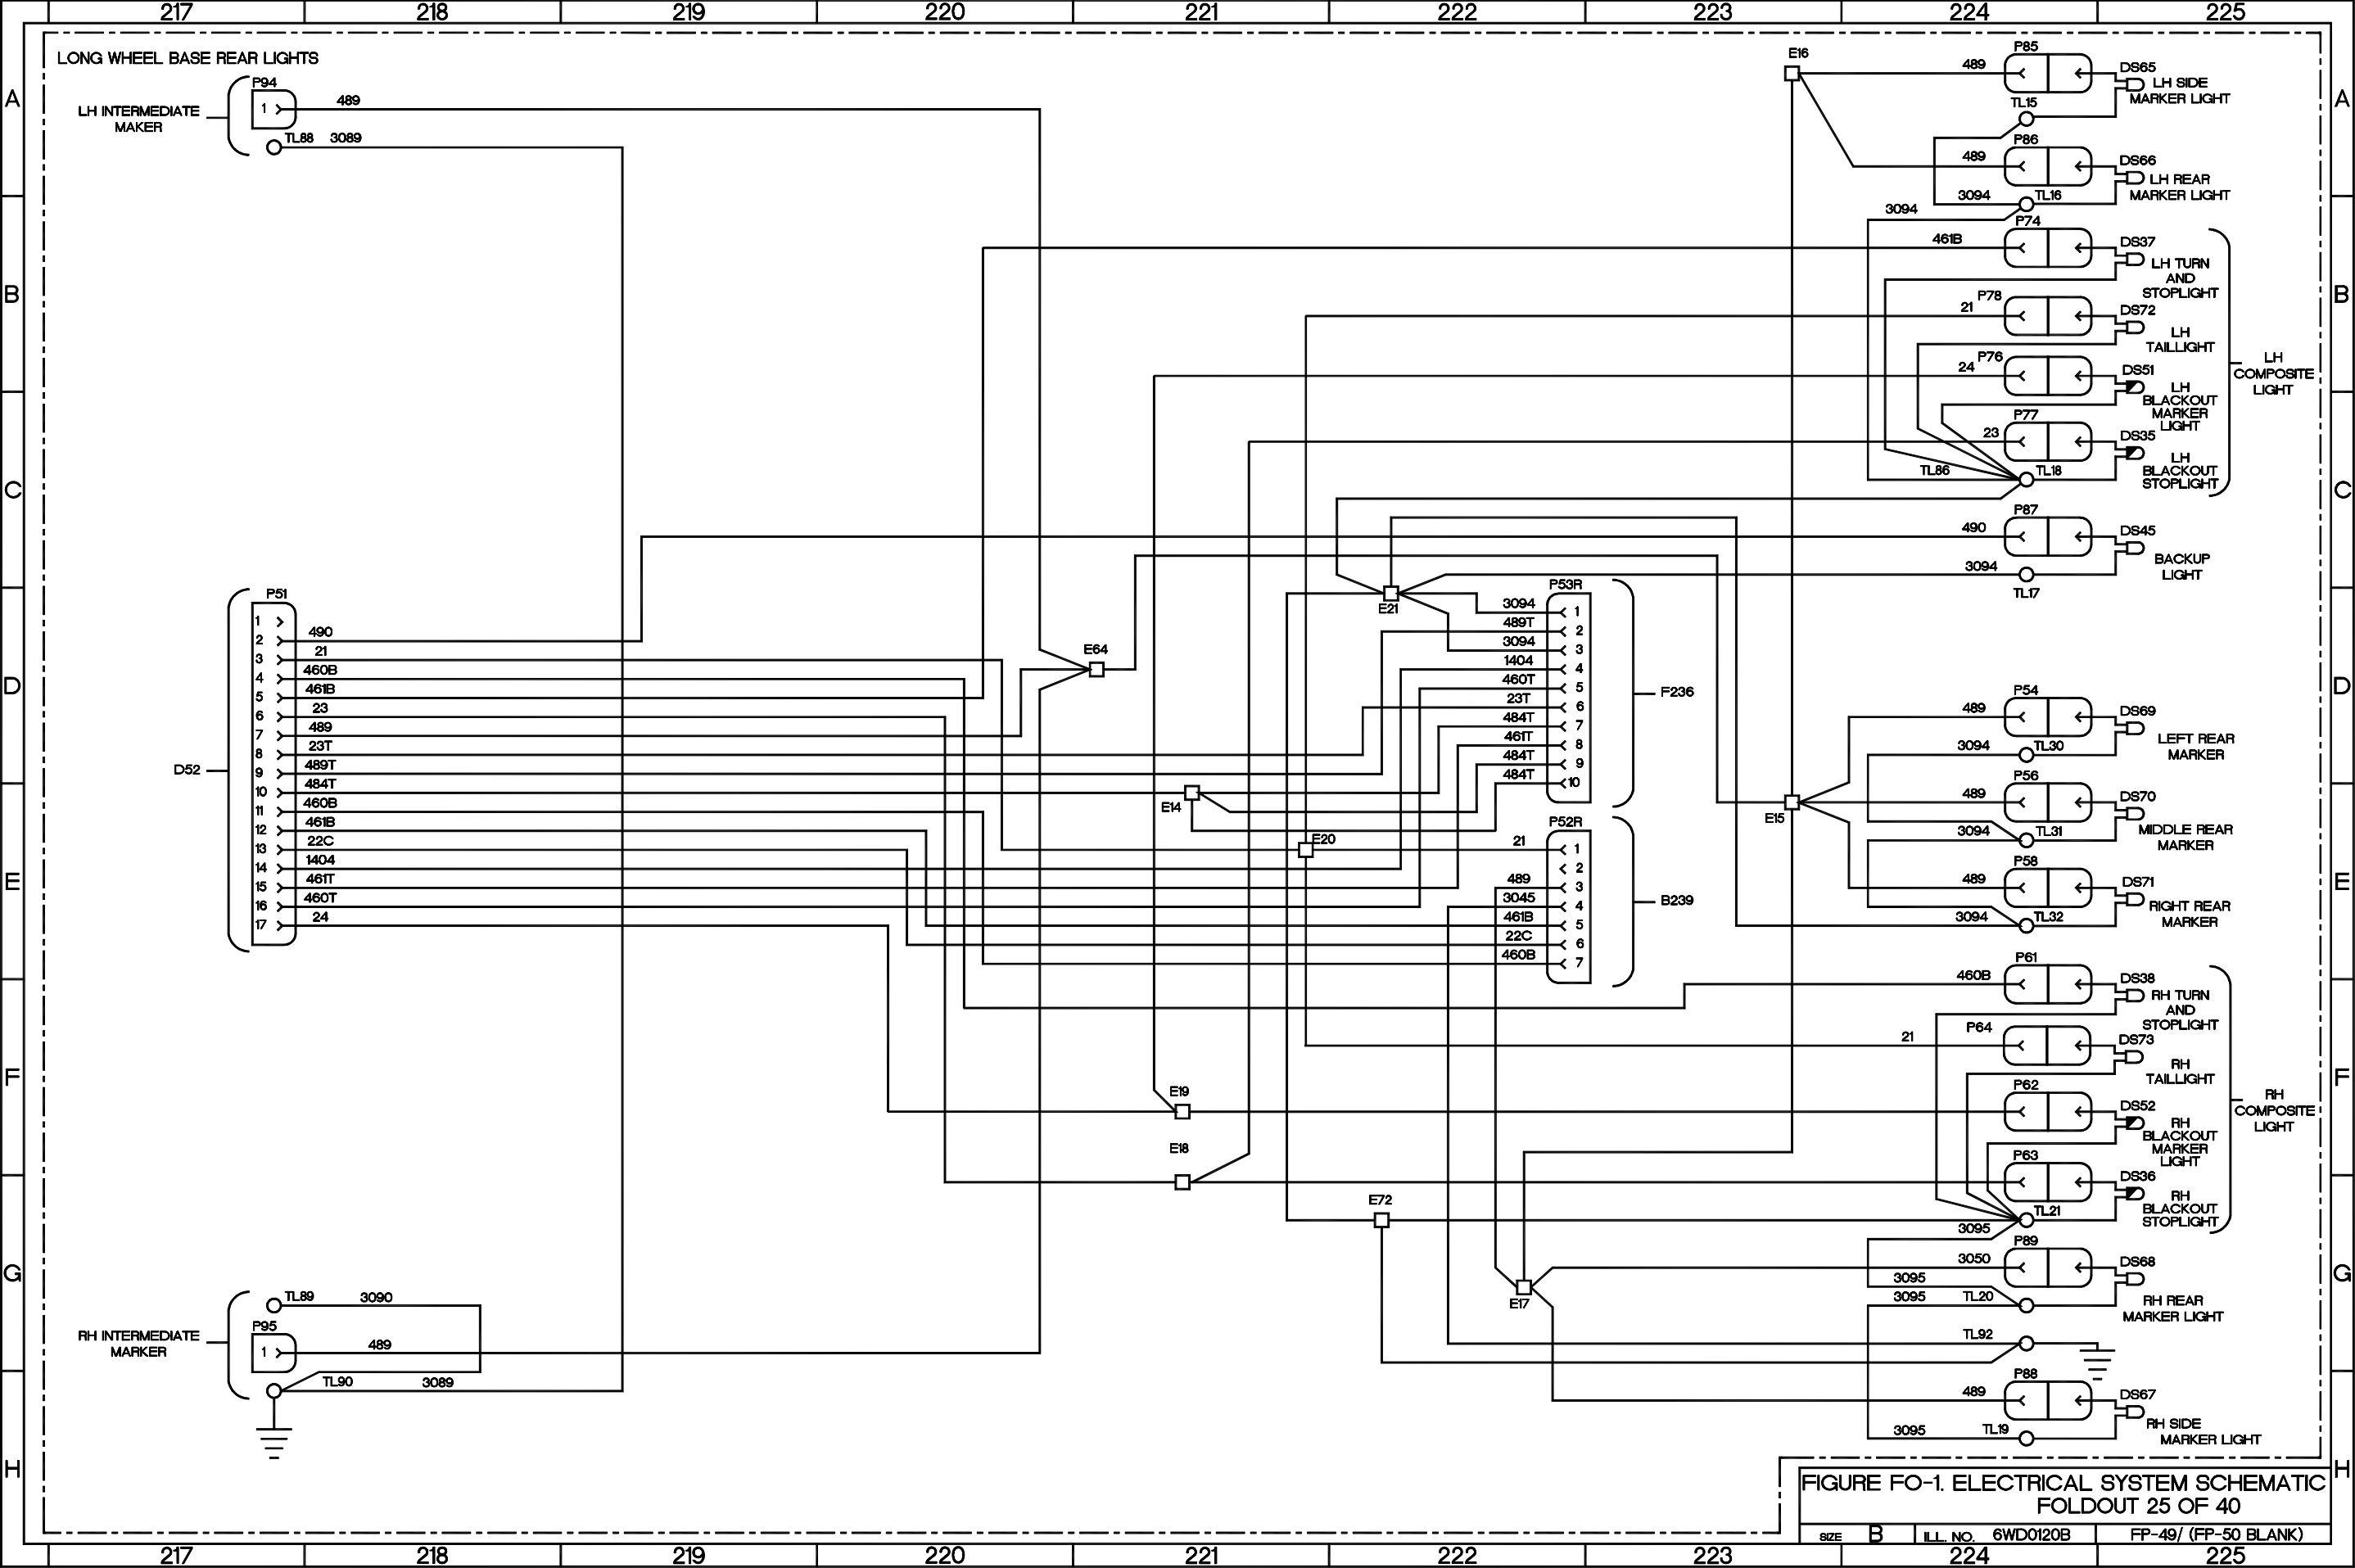 217 218 219 220 221 222 223 224 225
A
B
C
D
E
F
G
H
LONG WHEEL BASE REAR LIGHTS
LH INTERMEDIATE
MAKER
P94
1
489
TL88 3089
D52
P51
1
2 490
3 21
4 460B
5 461B
6 23
7 489
8 23T
9 489T
10 484T
11 460B
12 461B
13 22C
14 1404
15 461T
16 460T
17 24
RH INTERMEDIATE
MARKER
TL89 3090
P95
1
489
TL90 3089
E64
E14
E20
E21
E19
E18
E72
E17
E16
E15
P53R
3094 1
489T 2
3094 3
1404 4
460T 5
23T 6
484T 7
461T 8
484T 9
484T 10
F236
P52R
21 1
2
489 3
3045 4
461B 5
22C 6
460B 7
B239
P85
489
DS65
LH SIDE
MARKER LIGHT
TL15
P86
489
DS66
LH REAR
MARKER LIGHT
3094 TL16
3094
P74
461B
DS37
LH TURN
AND
STOPLIGHT
P78
21
DS72
LH
TAILLIGHT
P76
24
DS51
LH
BLACKOUT
MARKER
LIGHT
P77
23
DS35
LH
BLACKOUT
STOPLIGHT
TL86 TL18
LH
COMPOSITE
LIGHT
P87
490
DS45
BACKUP
LIGHT
3094
TL17
P54
489
DS69
LEFT REAR
MARKER
3094 TL30
P56
489
DS70
MIDDLE REAR
MARKER
3094 TL31
P58
489
DS71
RIGHT REAR
MARKER
3094 TL32
P61
460B
DS38
RH TURN
AND
STOPLIGHT
P64
21
DS73
RH
TAILLIGHT
P62
DS52
RH
BLACKOUT
MARKER
LIGHT
P63
DS36
RH
BLACKOUT
STOPLIGHT
TL21
3095
RH
COMPOSITE
LIGHT
P89
3050
DS68
RH REAR
MARKER LIGHT
3095
3095 TL20
TL92
P88
489
DS67
RH SIDE
MARKER LIGHT
3095 TL19
A
B
C
D
E
F
G
H
FIGURE FO-1. ELECTRICAL SYSTEM SCHEMATIC
FOLDOUT 25 OF 40
SIZE B ILL. NO. 6WD0120B FP-49/ (FP-50 BLANK)
217 218 219 220 221 222 223 224 225